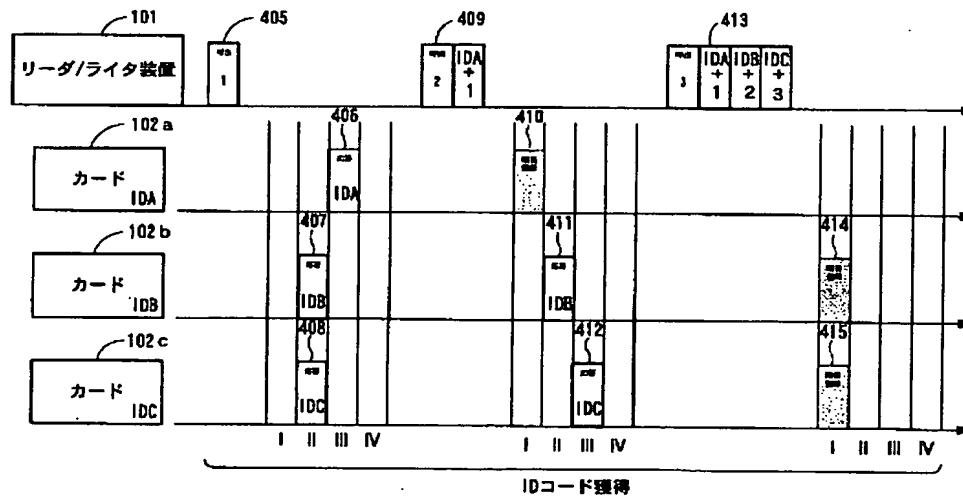 101
405
409
413
リーダ/ライタ装置
1
2
IDA + 1
3
IDA + 1
IDB + 2
IDC + 3
102a
406
410
カード
IDA
IDA
102b
407
411
414
カード
IDB
IDB
IDB
102c
408
412
415
カード
IDC
IDC
IDC
I II III IV
I II III IV
I II III IV
IDコード獲得